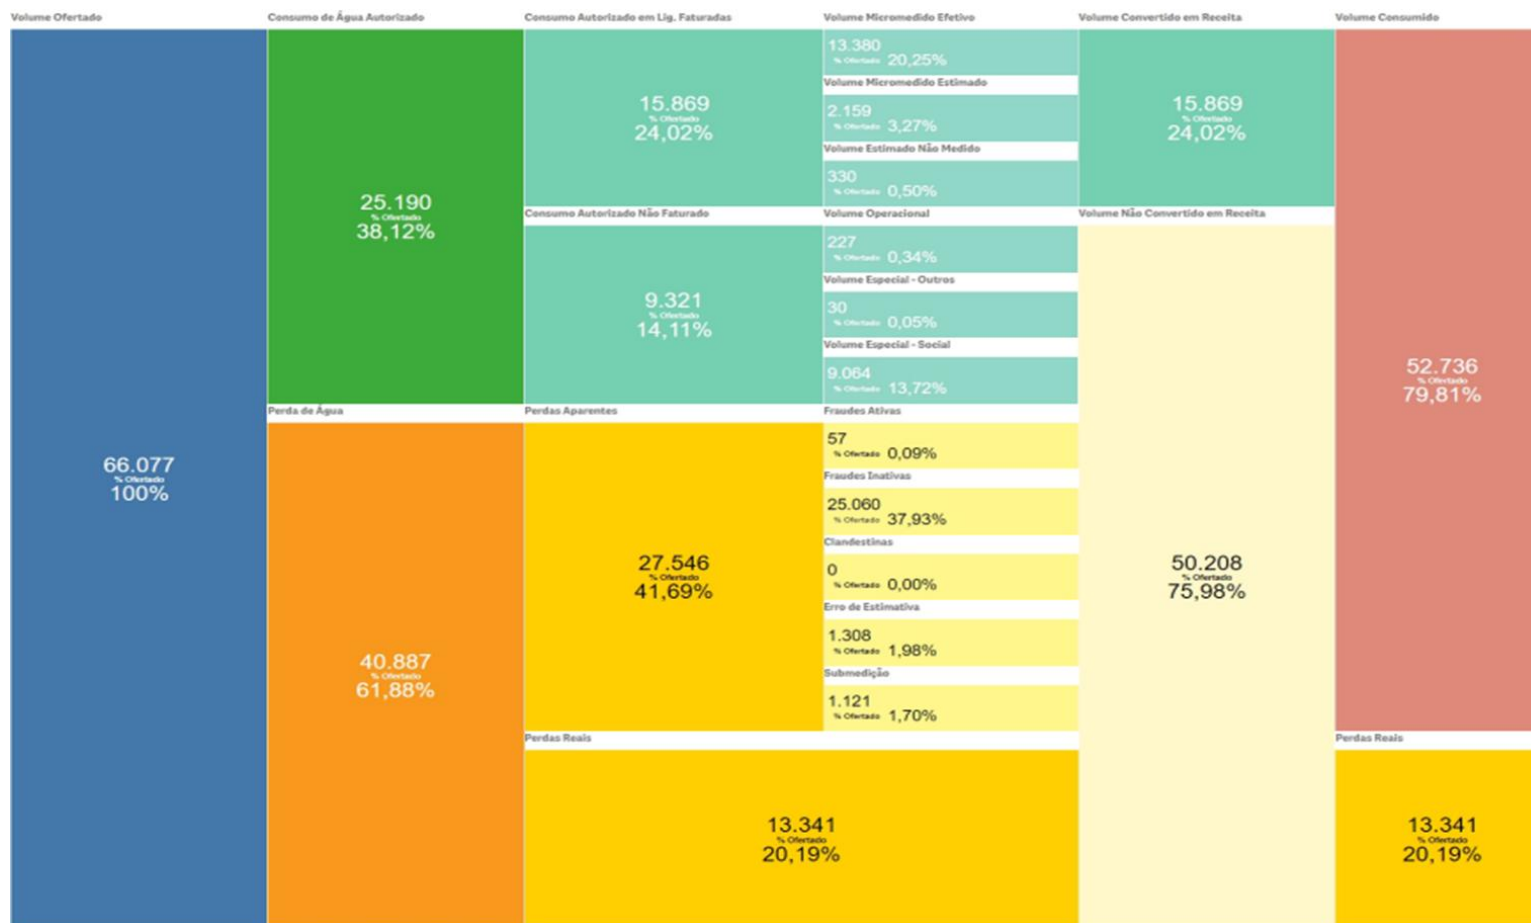 Volume Ofertado
66.077
% Ofertado
100%
Consumo de Água Autorizado
25.190
% Ofertado
38,12%
Perda de Água
40.887
% Ofertado
61,88%
Consumo Autorizado em Lig. Faturadas
15.869
% Ofertado
24,02%
Consumo Autorizado Não Faturado
9.321
% Ofertado
14,11%
Perdas Aparentes
27.546
% Ofertado
41,69%
Perdas Reais
13.341
% Ofertado
20,19%
Volume Micromedido Efetivo
13.380
% Ofertado 20,25%
Volume Micromedido Estimado
2.159
% Ofertado 3,27%
Volume Estimado Não Medido
330
% Ofertado 0,50%
Volume Operacional
227
% Ofertado 0,34%
Volume Especial - Outros
30
% Ofertado 0,05%
Volume Especial - Social
9.064
% Ofertado 13,72%
Fraudes Ativas
57
% Ofertado 0,09%
Fraudes Inativas
25.060
% Ofertado 37,93%
Clandestinas
0
% Ofertado 0,00%
Erro de Estimativa
1.308
% Ofertado 1,98%
Submedição
1.121
% Ofertado 1,70%
Volume Convertido em Receita
15.869
% Ofertado
24,02%
Volume Não Convertido em Receita
50.208
% Ofertado
75,98%
Volume Consumido
52.736
% Ofertado
79,81%
Perdas Reais
13.341
% Ofertado
20,19%